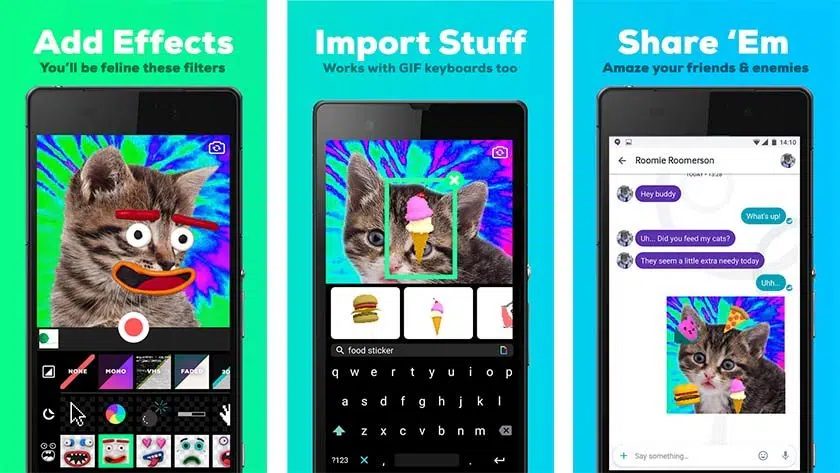 Add Effects
You'll be feline these filters
NONE
MONO
VHS
FADED
3D
Import Stuff
Works with GIF keyboards too
food sticker
q w e r t y u i o p
a s d f g h j k l
z x c v b n m
?123
,
.
Share ‘Em
Amaze your friends & enemies
14:10
Roomie Roomerson
TODAY • 13:28
Hey buddy
What's up!
Uh... Did you feed my cats?
They seem a little extra needy today
Uhh...
Say something...